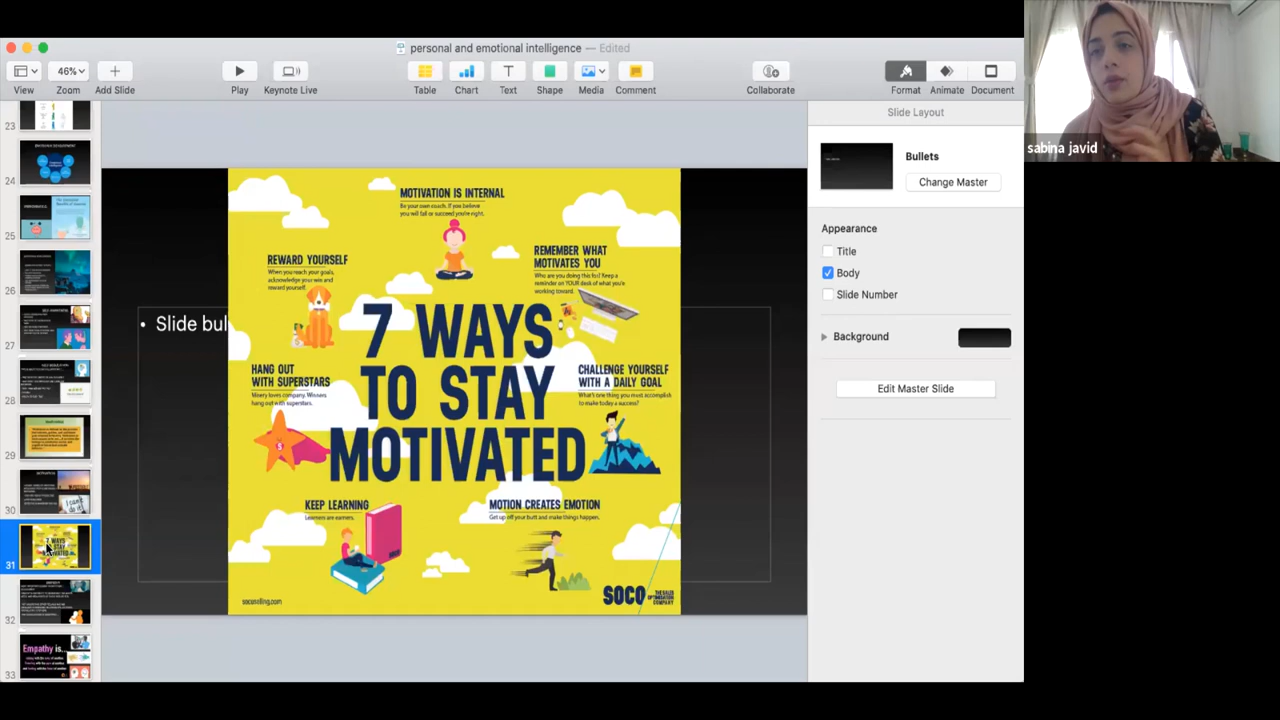 personal and emotional intelligence — Edited
View
46%
Zoom
Add Slide
Play
Keynote Live
Table
Chart
Text
Shape
Media
Comment
Collaborate
Format
Animate
Document
sabina javid
23
24
25
26
27
28
29
30
31
32
33
Empathy is...
7 WAYS
TO STAY
MOTIVATED
• Slide bul
MOTIVATION IS INTERNAL
Be your own coach. If you believe
you will fail or succeed you're right.
REWARD YOURSELF
When you reach your goals,
acknowledge your win and
reward yourself.
REMEMBER WHAT
MOTIVATES YOU
Who are you doing this for? Keep a
reminder on YOUR desk of what you're
working toward.
7 WAYS
TO STAY
MOTIVATED
HANG OUT
WITH SUPERSTARS
Misery loves company. Winners
hang out with superstars.
CHALLENGE YOURSELF
WITH A DAILY GOAL
What's one thing you must accomplish
to make today a success?
KEEP LEARNING
Learners are earners.
MOTION CREATES EMOTION
Get up off your butt and make things happen.
socoselling.com
SOCO
THE SALES
OPTIMISATION
COMPANY
Slide Layout
Bullets
Change Master
Appearance
Title
Body
Slide Number
Background
Edit Master Slide